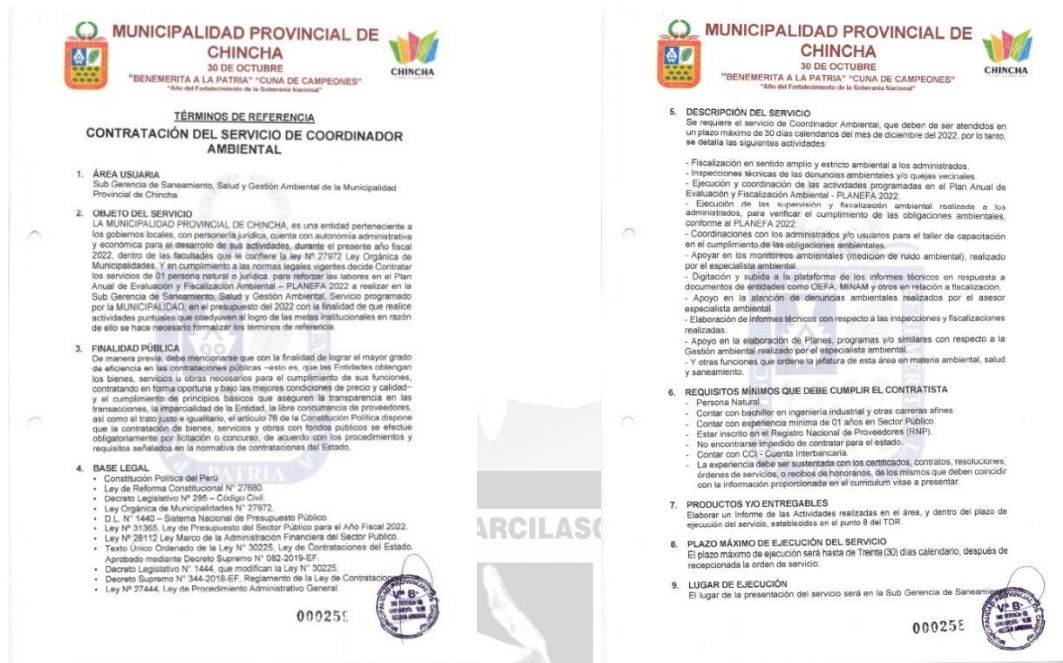 MUNICIPALIDAD PROVINCIAL DE
CHINCHA
30 DE OCTUBRE
"BENEMERITA A LA PATRIA" "CUNA DE CAMPEONES"
"Año del Fortalecimiento de la Soberanía Nacional"
CHINCHA
TÉRMINOS DE REFERENCIA
CONTRATACIÓN DEL SERVICIO DE COORDINADOR
AMBIENTAL
1. ÁREA USUARIA
Sub Gerencia de Saneamiento, Salud y Gestión Ambiental de la Municipalidad
Provincial de Chincha.
2. OBJETO DEL SERVICIO
LA MUNICIPALIDAD PROVINCIAL DE CHINCHA, es una entidad perteneciente a
los gobiernos locales, con personería jurídica, cuenta con autonomía administrativa
y económica para el desarrollo de sus actividades, durante el presente año fiscal
2022, dentro de las facultades que le confiere la ley Nº 27972 Ley Orgánica de
Municipalidades, Y en cumplimiento a las normas legales vigentes decide Contratar
los servicios de 01 persona natural o jurídica, para reforzar las labores en el Plan
Anual de Evaluación y Fiscalización Ambiental – PLANEFA 2022 a realizar en la
Sub Gerencia de Saneamiento, Salud y Gestión Ambiental, Servicio programado
por la MUNICIPALIDAD, en el presupuesto del 2022 con la finalidad de que realice
actividades puntuales que coadyuven al logro de las metas institucionales en razón
de ello se hace necesario formalizar los términos de referencia.
3. FINALIDAD PÚBLICA
De manera previa, debe mencionarse que con la finalidad de lograr el mayor grado
de eficiencia en las contrataciones públicas –esto es, que las Entidades obtengan
los bienes, servicios u obras necesarios para el cumplimiento de sus funciones,
contratando en forma oportuna y bajo las mejores condiciones de precio y calidad–
y el cumplimiento de principios básicos que aseguren la transparencia en las
transacciones, la imparcialidad de la Entidad, la libre concurrencia de proveedores,
así como el trato justo e igualitario, el artículo 76 de la Constitución Política dispone
que la contratación de bienes, servicios y obras con fondos públicos se efectúe
obligatoriamente por licitación o concurso, de acuerdo con los procedimientos y
requisitos señalados en la normativa de contrataciones del Estado.
4. BASE LEGAL
• Constitución Política del Perú
• Ley de Reforma Constitucional N° 27680.
• Decreto Legislativo Nº 295 – Código Civil.
• Ley Orgánica de Municipalidades N° 27972.
• D.L. N° 1440 – Sistema Nacional de Presupuesto Público.
• Ley Nº 31365, Ley de Presupuesto del Sector Público para el Año Fiscal 2022.
• Ley Nº 28112 Ley Marco de la Administración Financiera del Sector Publico.
• Texto Único Ordenado de la Ley N° 30225, Ley de Contrataciones del Estado.
Aprobado mediante Decreto Supremo N° 082-2019-EF.
• Decreto Legislativo N° 1444, que modifican la Ley N° 30225.
• Decreto Supremo N° 344-2018-EF, Reglamento de la Ley de Contratacio
• Ley Nº 27444, Ley de Procedimiento Administrativo General.
PATRIA
VºBº
000259
ARCILASO
MUNICIPALIDAD PROVINCIAL DE
CHINCHA
30 DE OCTUBRE
"BENEMERITA A LA PATRIA" "CUNA DE CAMPEONES"
"Año del Fortalecimiento de la Soberanía Nacional"
CHINCHA
5. DESCRIPCIÓN DEL SERVICIO
Se requiere el servicio de Coordinador Ambiental, que deben de ser atendidos en
un plazo máximo de 30 días calendarios del mes de diciembre del 2022, por lo tanto,
se detalla las siguientes actividades:
- Fiscalización en sentido amplio y estricto ambiental a los administrados.
- Inspecciones técnicas de las denuncias ambientales y/o quejas vecinales.
- Ejecución y coordinación de las actividades programadas en el Plan Anual de
Evaluación y Fiscalización Ambiental - PLANEFA 2022.
- Ejecución de las supervisión y fiscalización ambiental realizada a los
administrados, para verificar el cumplimiento de las obligaciones ambientales,
conforme al PLANEFA 2022.
- Coordinaciones con los administrados y/o usuarios para el taller de capacitación
en el cumplimiento de las obligaciones ambientales.
- Apoyar en los monitoreos ambientales (medición de ruido ambiental), realizado
por el especialista ambiental.
- Digitación y subida a la plataforma de los informes técnicos en respuesta a
documentos de entidades como OEFA, MINAM y otros en relación a fiscalización.
- Apoyo en la atención de denuncias ambientales realizados por el asesor
especialista ambiental.
- Elaboración de informes técnicos con respecto a las inspecciones y fiscalizaciones
realizadas.
- Apoyo en la elaboración de Planes, programas y/o similares con respecto a la
Gestión ambiental realizado por el especialista ambiental.
- Y otras funciones que ordene la jefatura de esta área en materia ambiental, salud
y saneamiento.
6. REQUISITOS MÍNIMOS QUE DEBE CUMPLIR EL CONTRATISTA
- Persona Natural.
- Contar con bachiller en ingeniería industrial y otras carreras afines
- Contar con experiencia mínima de 01 años en Sector Público.
- Estar inscrito en el Registro Nacional de Proveedores (RNP).
- No encontrarse impedido de contratar para el estado.
- Contar con CCI - Cuenta Interbancaria.
- La experiencia debe ser sustentada con los certificados, contratos, resoluciones,
órdenes de servicios, o recibos de honorarios, de los mismos que deben coincidir
con la información proporcionada en el curriculum vitae a presentar.
7. PRODUCTOS Y/O ENTREGABLES
Elaborar un Informe de las Actividades realizadas en el área, y dentro del plazo de
ejecución del servicio, establecidos en el punto 8 del TDR.
8. PLAZO MÁXIMO DE EJECUCIÓN DEL SERVICIO
El plazo máximo de ejecución será hasta de Trenta (30) días calendario, después de
recepcionada la orden de servicio.
9. LUGAR DE EJECUCIÓN
El lugar de la presentación del servicio será en la Sub Gerencia de Saneamie
VºBº
000258